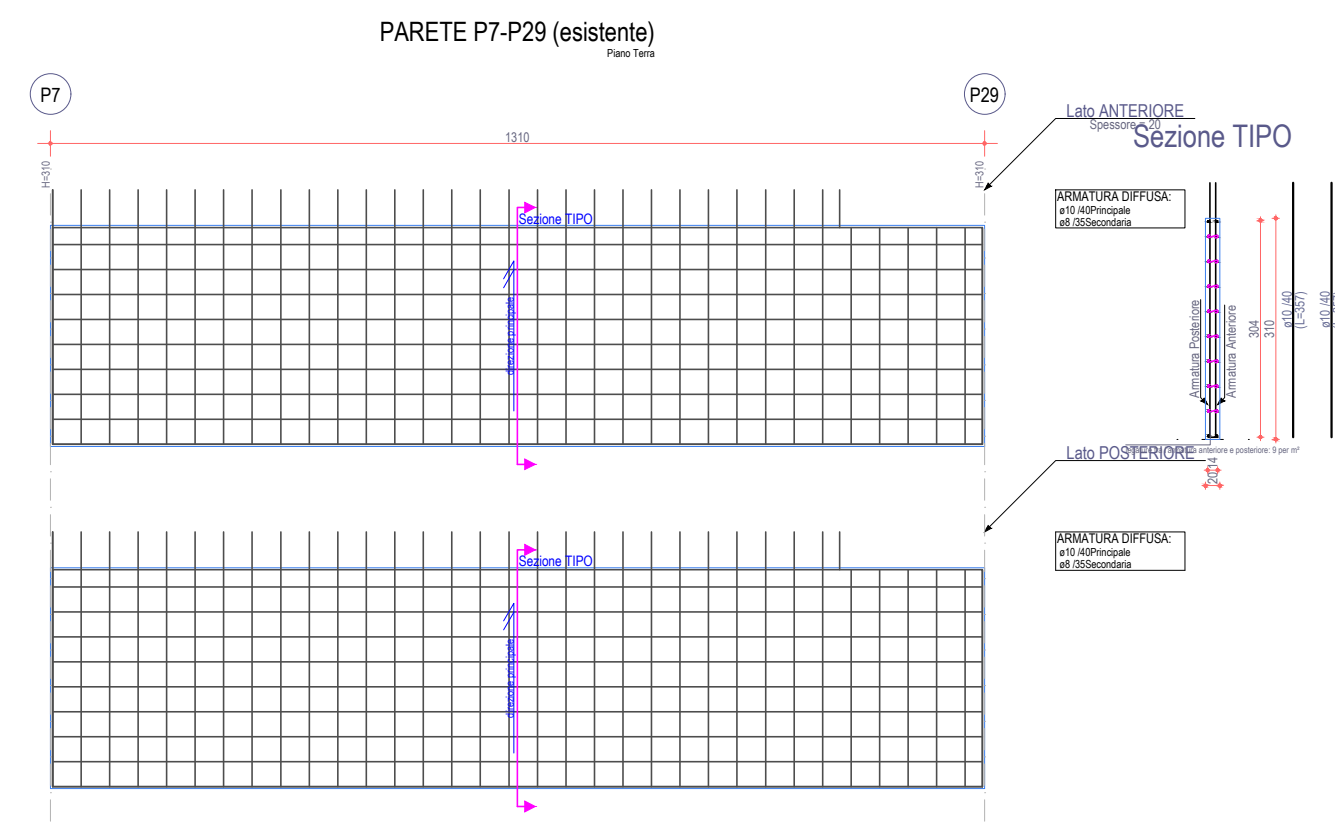 PARETE P7-P29 (esistente)
Piano Terra
P7
P29
1310
H=310
H=310
Lato ANTERIORE
Spessore = 20
Sezione TIPO
ARMATURA DIFFUSA:
ø10 /40Principale
ø8 /35Secondaria
Sezione TIPO
direzione principale
Armatura Posteriore
Armatura Anteriore
304
310
ø10 /40
(L=357)
ø10 /40
Lato POSTERIORE
anteriore e posteriore: 9 per m²
20
14
ARMATURA DIFFUSA:
ø10 /40Principale
ø8 /35Secondaria
Sezione TIPO
direzione principale